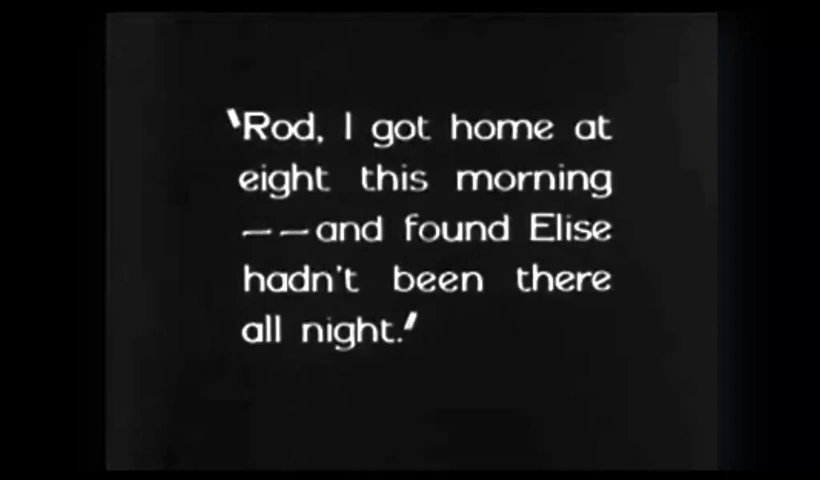 "Rod, I got home at
eight this morning
——and found Elise
hadn't been there
all night."